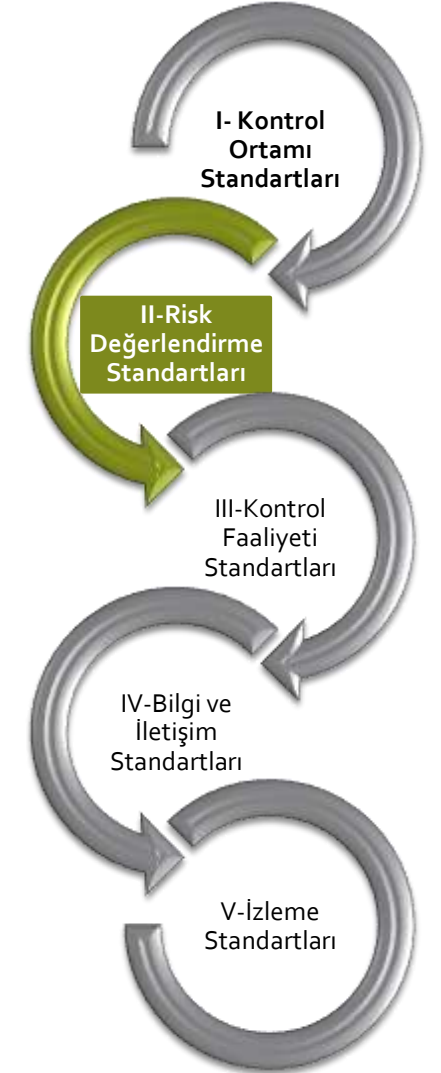 I- Kontrol
Ortamı
Standartları
II-Risk
Değerlendirme
Standartları
III-Kontrol
Faaliyeti
Standartları
IV-Bilgi ve
İletişim
Standartları
V-İzleme
Standartları